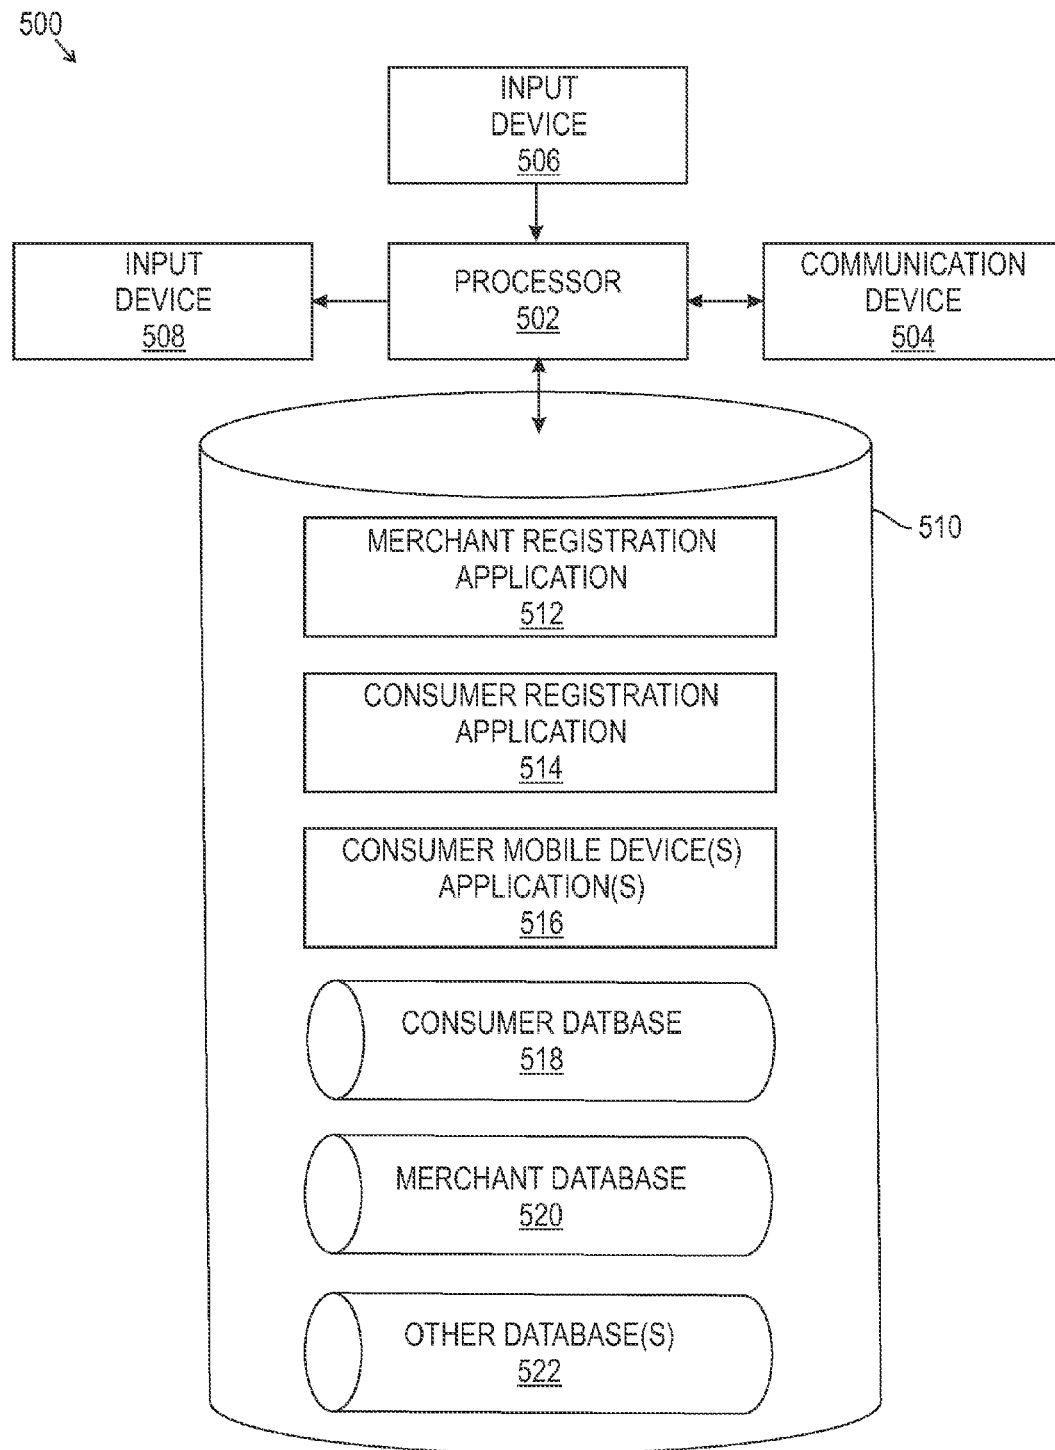 500
INPUT
DEVICE
506
INPUT
DEVICE
508
PROCESSOR
502
COMMUNICATION
DEVICE
504
510
MERCHANT REGISTRATION
APPLICATION
512
CONSUMER REGISTRATION
APPLICATION
514
CONSUMER MOBILE DEVICE(S)
APPLICATION(S)
516
CONSUMER DATBASE
518
MERCHANT DATABASE
520
OTHER DATABASE(S)
522